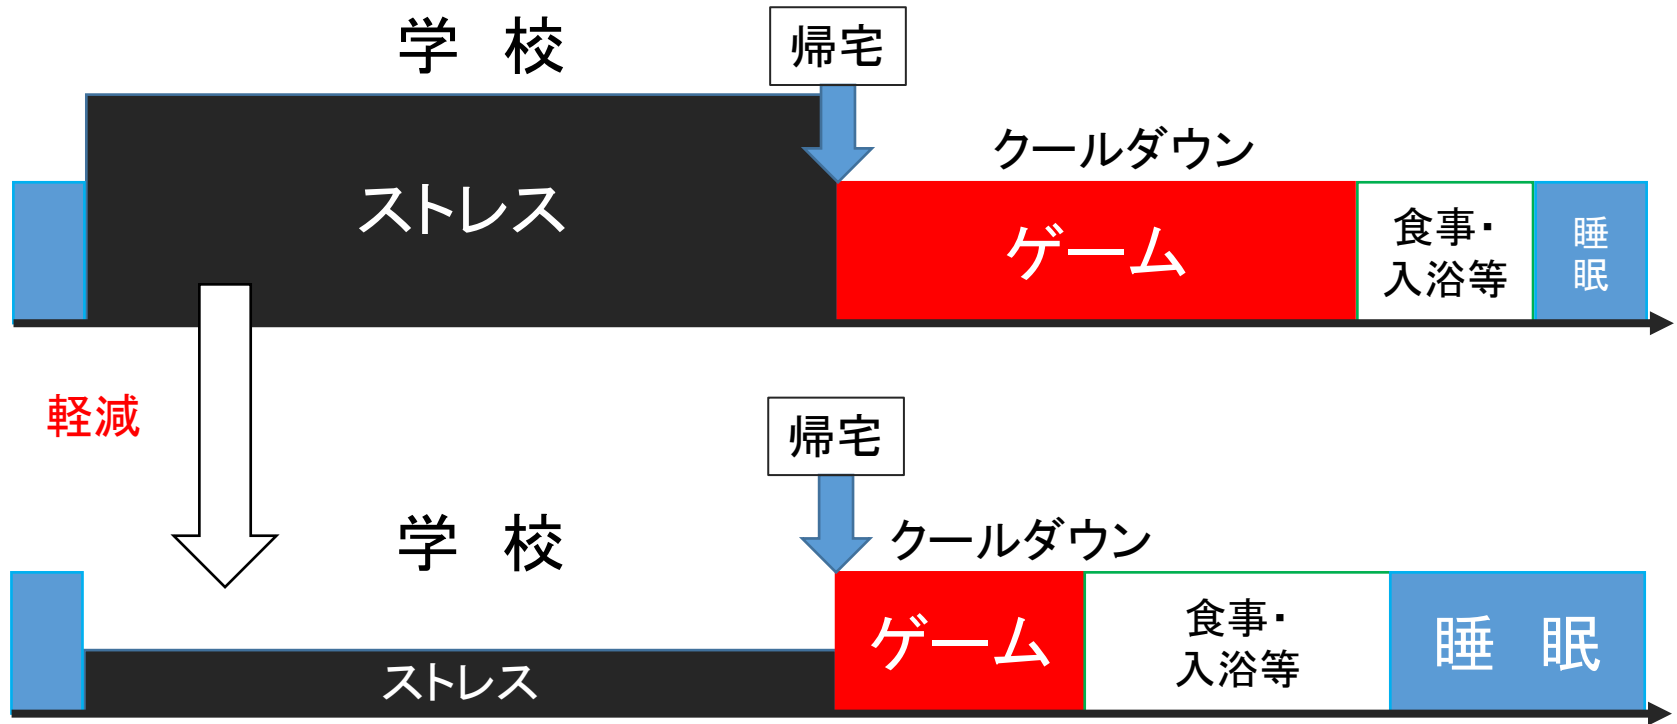 学　校
帰宅
クールダウン
ストレス
ゲーム
食事・
入浴等
睡
眠
軽減
帰宅
学　校
クールダウン
ストレス
ゲーム
食事・
入浴等
睡　眠